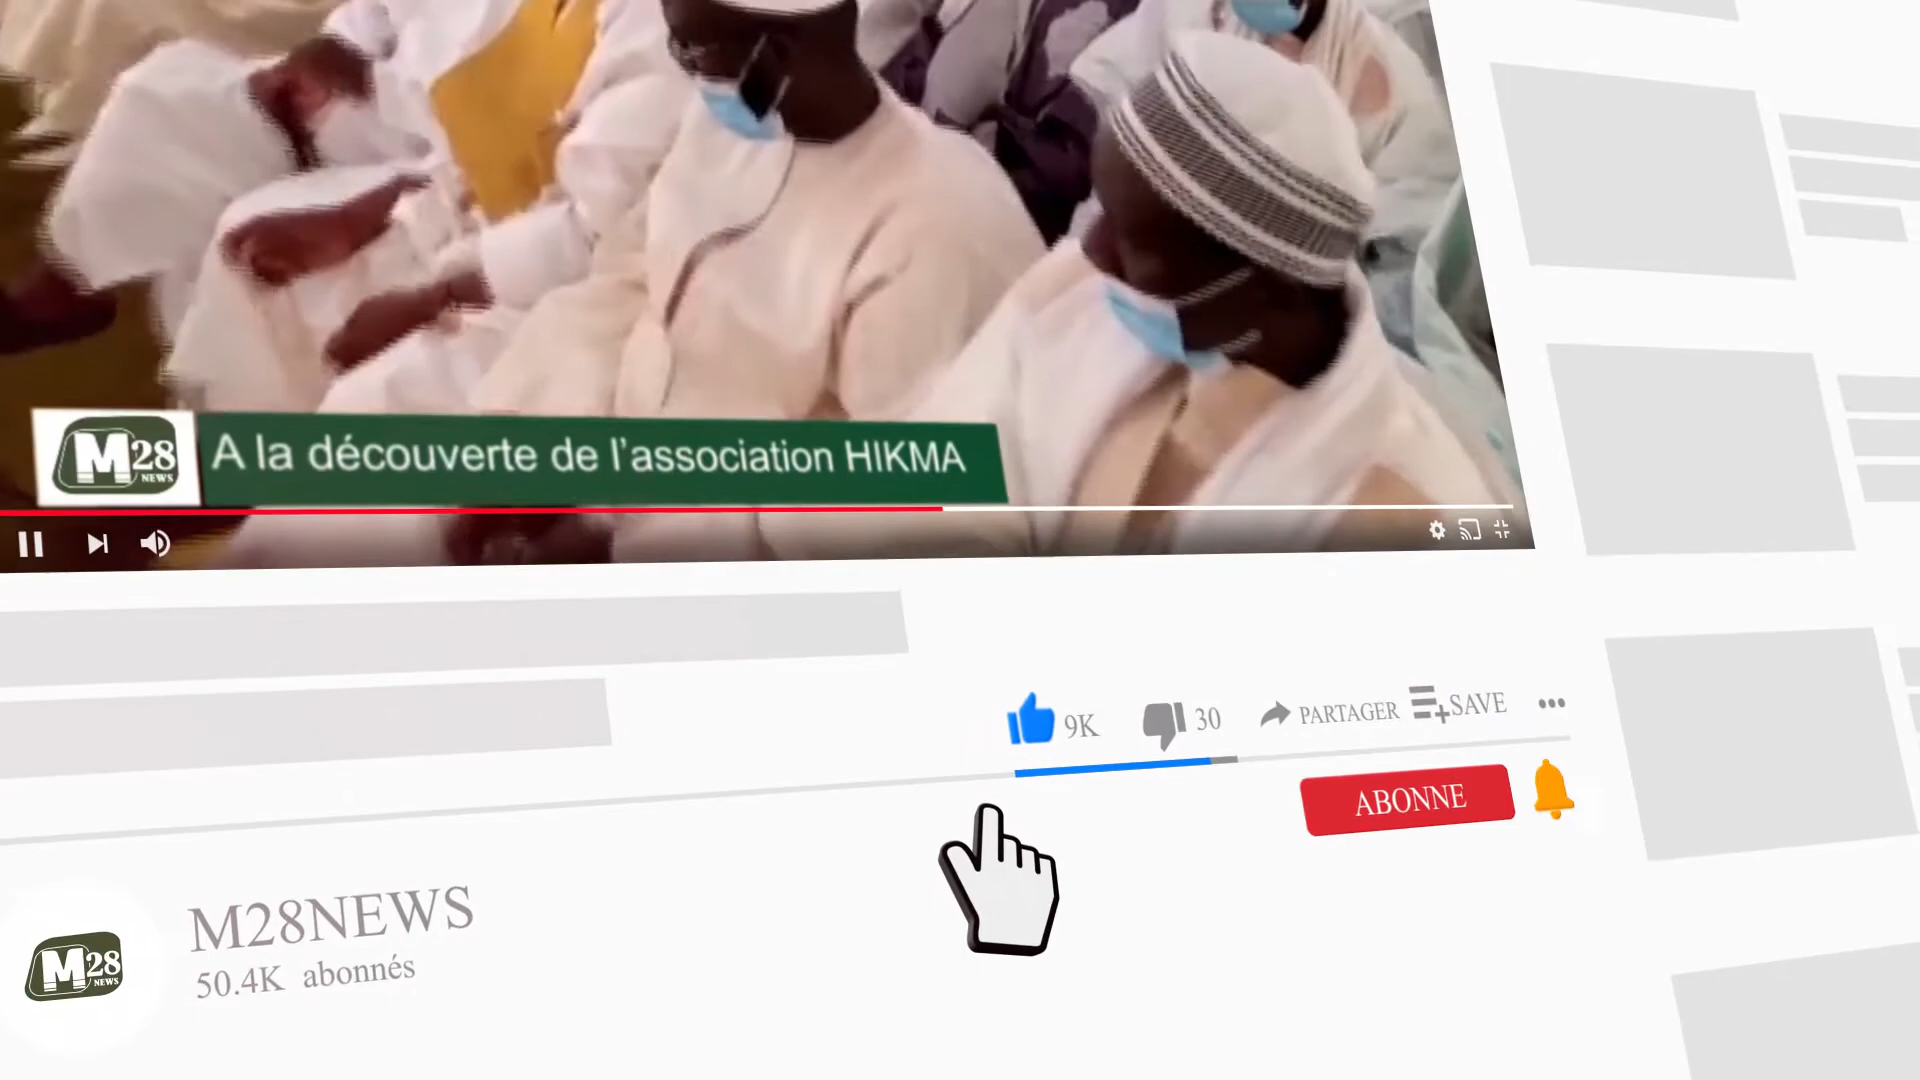 M28
NEWS
A la découverte de l'association HIKMA
9K
30
PARTAGER
SAVE
ABONNE
M28NEWS
50.4K abonnés
M28
NEWS